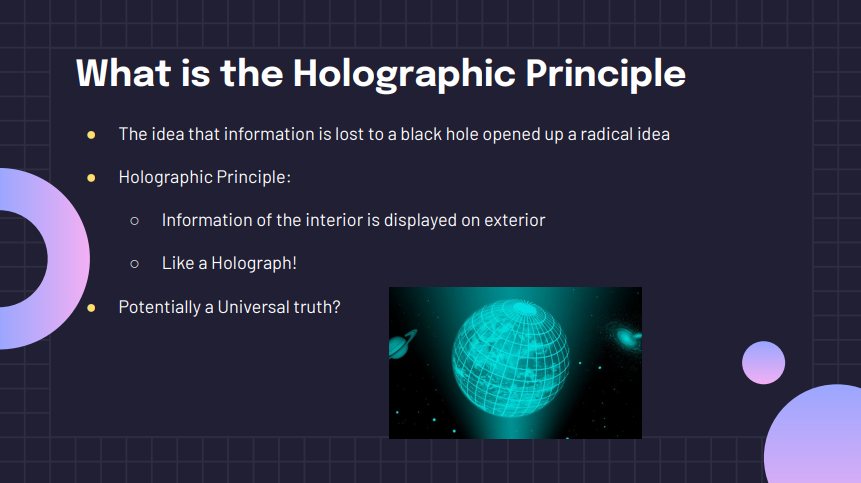 What is the Holographic Principle
The idea that information is lost to a black hole opened up a radical idea
Holographic Principle:
Information of the interior is displayed on exterior
Like a Holograph!
Potentially a Universal truth?